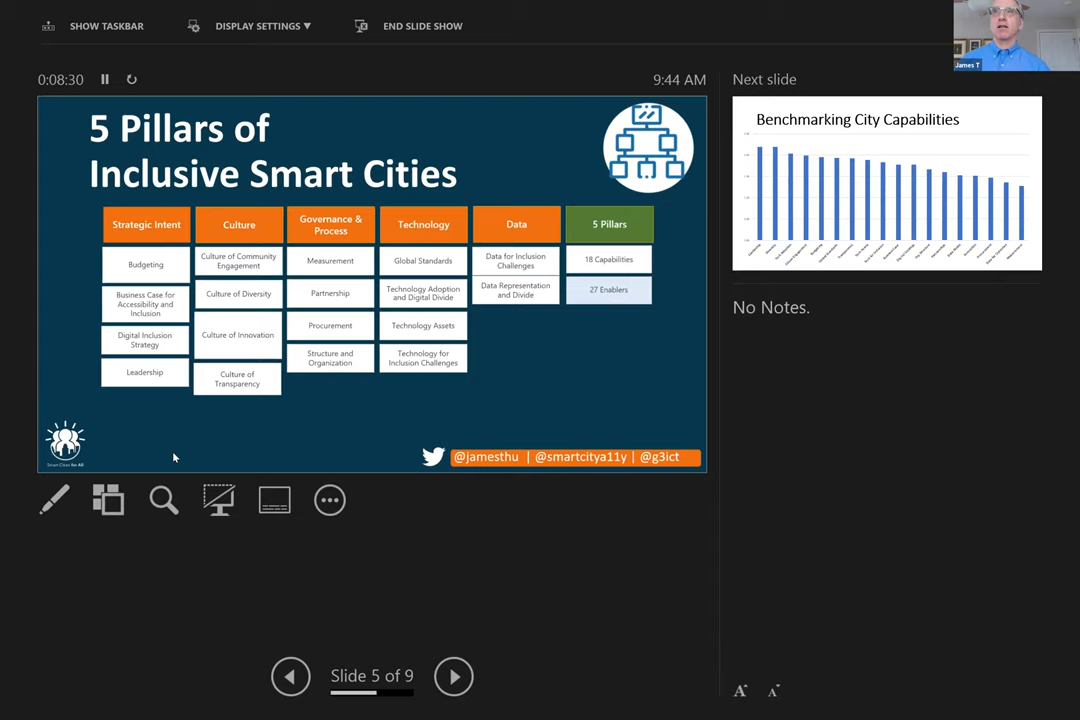 SHOW TASKBAR
DISPLAY SETTINGS ▼
END SLIDE SHOW
James T
0:08:30
9:44 AM
5 Pillars of
Inclusive Smart Cities
Strategic Intent
Budgeting
Business Case for
Accessibility and
Inclusion
Digital Inclusion
Strategy
Leadership
Culture
Culture of Community
Engagement
Culture of Diversity
Culture of Innovation
Culture of
Transparency
Governance &
Process
Measurement
Partnership
Procurement
Structure and
Organization
Technology
Global Standards
Technology Adoption
and Digital Divide
Technology Assets
Technology for
Inclusion Challenges
Data
Data for Inclusion
Challenges
Data Representation
and Divide
5 Pillars
18 Capabilities
27 Enablers
Smart Cities for All
@jamesthu | @smartcitya11y | @g3ict
Next slide
Benchmarking City Capabilities
No Notes.
Slide 5 of 9
A A